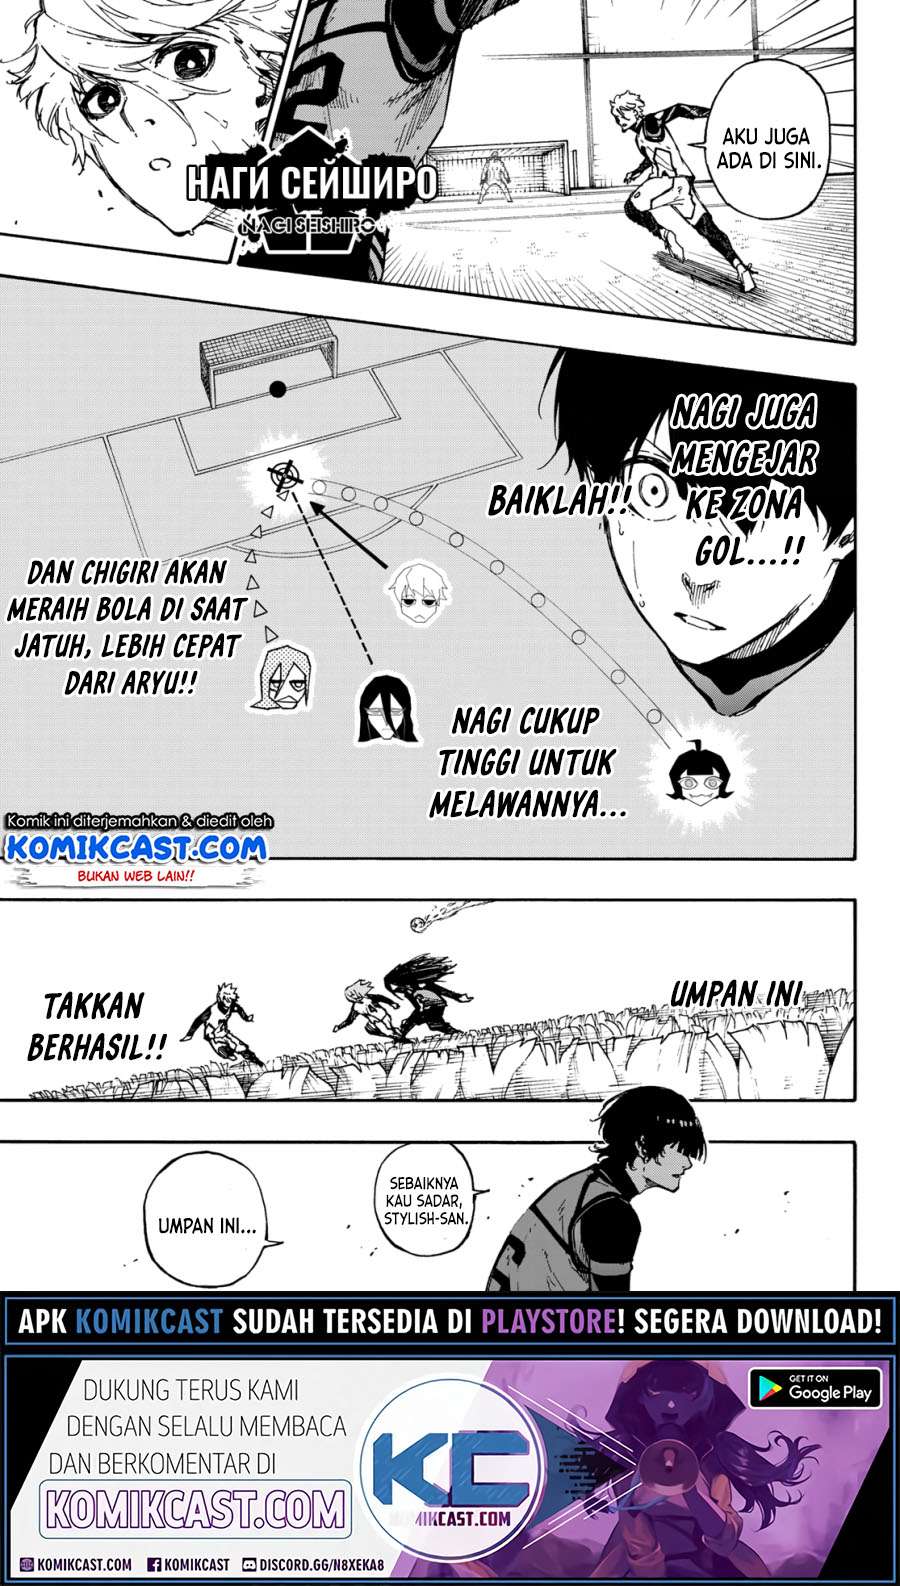 AKU JUGA
ADA DI SINI.
НАГИ СЕЙШИРО
NAGI SEISHIRO
NAGI JUGA
MENGEJAR
KE ZONA
GOL....!!
BAIKLAH!!
DAN CHIGIRI AKAN
MERAIH BOLA DI SAAT
JATUH, LEBIH CEPAT
DARI ARYU!!
NAGI CUKUP
TINGGI UNTUK
MELAWANNYA...
Komik ini diterjemahkan & diedit oleh
KOMIKCAST.COM
BUKAN WEB LAIN!!
UMPAN INI
TAKKAN
BERHASIL!!
SEBAIKNYA
KAU SADAR,
STYLISH-SAN.
UMPAN INI...
APK KOMIKCAST SUDAH TERSEDIA DI PLAYSTORE! SEGERA DOWNLOAD!
DUKUNG TERUS KAMI
DENGAN SELALU MEMBACA
DAN BERKOMENTAR DI
KOMIKCAST.COM
KC
KOMIKCAST.COM
GET IT ON
Google Play
KOMIKCAST.COM
KOMIKCAST
DISCORD.GG/N8XEKA8